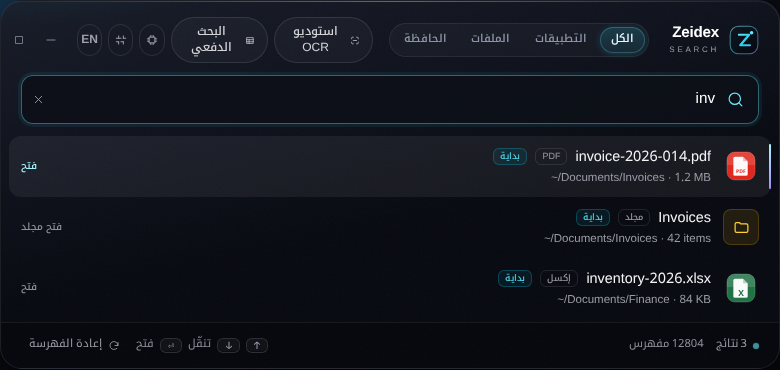 Zeidex
SEARCH
الكل
التطبيقات
الملفات
الحافظة
استوديو
OCR
البحث
الدفعي
EN
inv
invoice-2026-014.pdf PDF بداية
~/Documents/Invoices · 1.2 MB
فتح
Invoices مجلد بداية
~/Documents/Invoices · 42 items
فتح مجلد
inventory-2026.xlsx إكسل بداية
~/Documents/Finance · 84 KB
فتح
3 نتائج 12804 مفهرس
تنقّل فتح إعادة الفهرسة